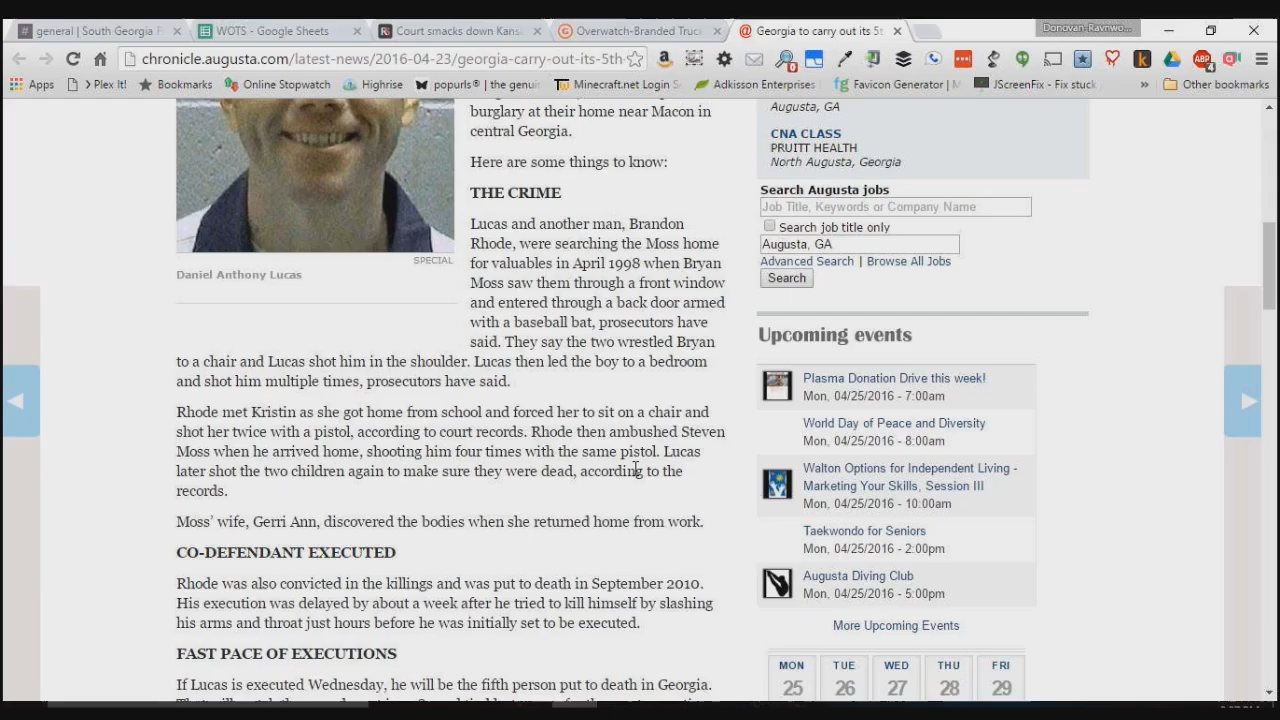 general | South Georgia F
WOTS - Google Sheets
Court smacks down Kans
Overwatch-Branded Truc
Georgia to carry out its 5t
Donovan-Ravnwo...
chronicle.augusta.com/latest-news/2016-04-23/georgia-carry-out-its-5th-
Apps
> Plex It!
Bookmarks
Online Stopwatch
Highrise
popurls® | the genui
Minecraft.net Login S
Adkisson Enterprises
Favicon Generator | M
JScreenFix - Fix stuck
»
Other bookmarks
burglary at their home near Macon in
central Georgia.
Here are some things to know:
THE CRIME
Lucas and another man, Brandon
Rhode, were searching the Moss home
for valuables in April 1998 when Bryan
Moss saw them through a front window
and entered through a back door armed
with a baseball bat, prosecutors have
said. They say the two wrestled Bryan
to a chair and Lucas shot him in the shoulder. Lucas then led the boy to a bedroom
and shot him multiple times, prosecutors have said.
SPECIAL
Daniel Anthony Lucas
Rhode met Kristin as she got home from school and forced her to sit on a chair and
shot her twice with a pistol, according to court records. Rhode then ambushed Steven
Moss when he arrived home, shooting him four times with the same pistol. Lucas
later shot the two children again to make sure they were dead, according to the
records.
Moss' wife, Gerri Ann, discovered the bodies when she returned home from work.
CO-DEFENDANT EXECUTED
Rhode was also convicted in the killings and was put to death in September 2010.
His execution was delayed by about a week after he tried to kill himself by slashing
his arms and throat just hours before he was initially set to be executed.
FAST PACE OF EXECUTIONS
If Lucas is executed Wednesday, he will be the fifth person put to death in Georgia.
Augusta, GA
CNA CLASS
PRUITT HEALTH
North Augusta, Georgia
Search Augusta jobs
Job Title, Keywords or Company Name
Search job title only
Augusta, GA
Advanced Search | Browse All Jobs
Search
Upcoming events
Plasma Donation Drive this week!
Mon, 04/25/2016 - 7:00am
World Day of Peace and Diversity
Mon, 04/25/2016 - 8:00am
Walton Options for Independent Living -
Marketing Your Skills, Session III
Mon, 04/25/2016 - 10:00am
Taekwondo for Seniors
Mon, 04/25/2016 - 2:00pm
Augusta Diving Club
Mon, 04/25/2016 - 5:00pm
More Upcoming Events
MON TUE WED THU FRI
25 26 27 28 29